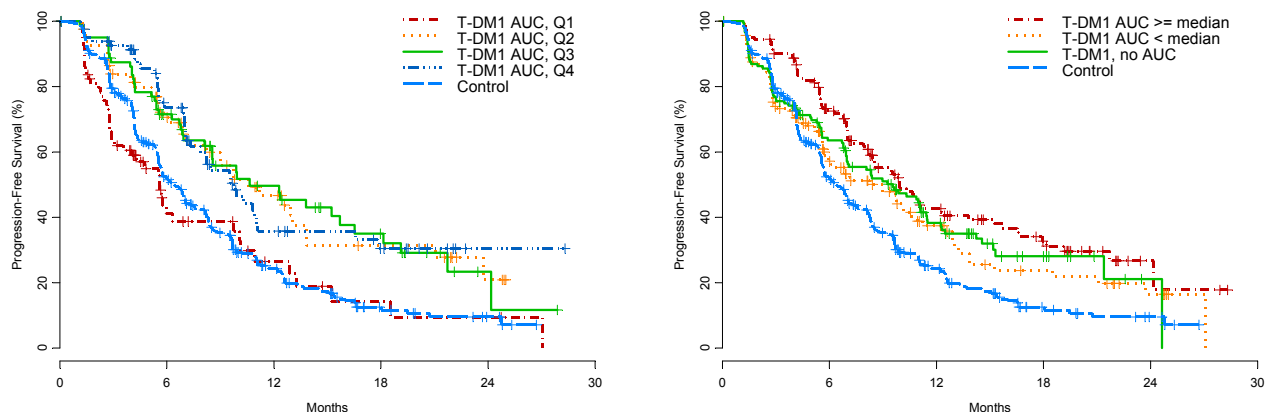 T-DM1 AUC, Q1
T-DM1 AUC, Q2
T-DM1 AUC, Q3
T-DM1 AUC, Q4
Control
Progression-Free Survival (%)
100
80
60
40
20
0
0 6 12 18 24 30
Months
T-DM1 AUC >= median
T-DM1 AUC < median
T-DM1, no AUC
Control
Progression-Free Survival (%)
100
80
60
40
20
0
0 6 12 18 24 30
Months